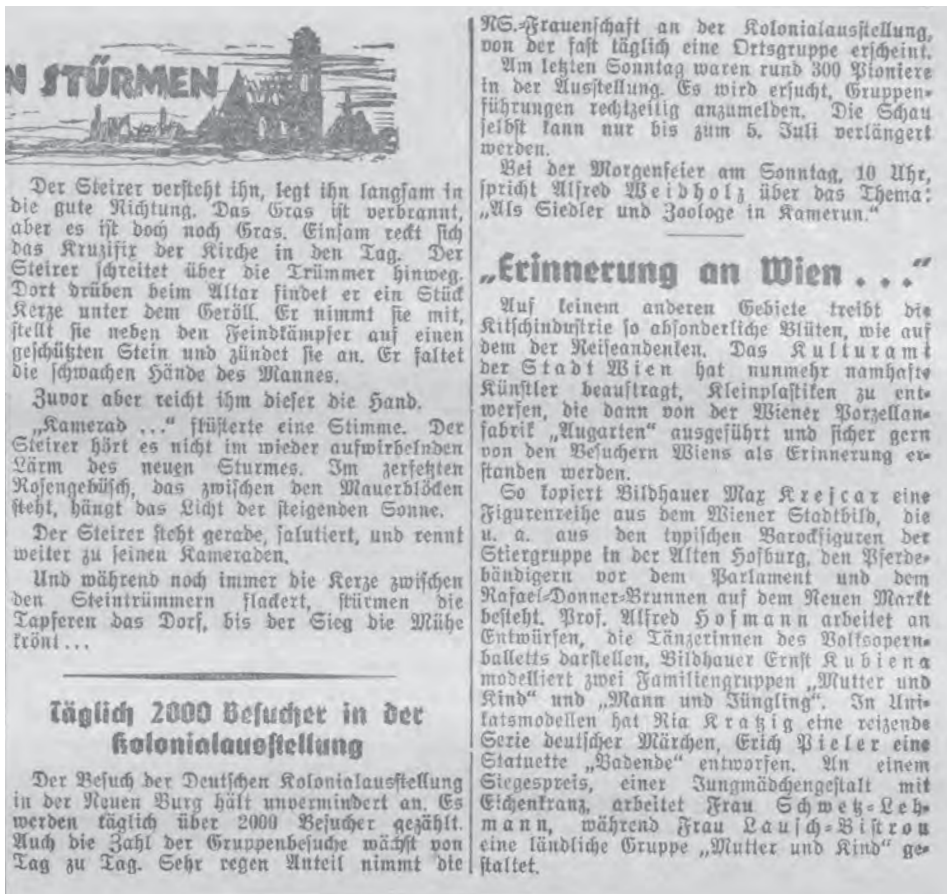 N STÜRMEN
Der Steirer versteht ihn, legt ihn langsam in
die gute Richtung. Das Gras ist verbrannt,
aber es ist doch noch Gras. Einsam reckt sich
das Kruzifix der Kirche in den Tag. Der
Steirer schreitet über die Trümmer hinweg.
Dort drüben beim Altar findet er ein Stück
Kerze unter dem Geröll. Er nimmt sie mit,
stellt sie neben den Feindkämpfer auf einen
geschützten Stein und zündet sie an. Er faltet
die schwachen Hände des Mannes.
Zuvor aber reicht ihm dieser die Hand.
„Kamerad ...“ flüsterte eine Stimme. Der
Steirer hört es nicht im wieder aufwirbelnden
Lärm des neuen Sturmes. Im zerfetzten
Rosengebüsch, das zwischen den Mauerblöcken
steht, hängt das Licht der steigenden Sonne.
Der Steirer steht gerade, salutiert, und rennt
weiter zu seinen Kameraden.
Und während noch immer die Kerze zwischen
den Steintrümmern flackert, stürmen die
Tapferen das Dorf, bis der Sieg die Mühe
krönt ...
Täglich 2000 Besucher in der
Kolonialausstellung
Der Besuch der Deutschen Kolonialausstellung
in der Neuen Burg hält unvermindert an. Es
werden täglich über 2000 Besucher gezählt.
Auch die Zahl der Gruppenbesuche wächst von
Tag zu Tag. Sehr regen Anteil nimmt die
NS.-Frauenschaft an der Kolonialausstellung,
von der fast täglich eine Ortsgruppe erscheint.
Am letzten Sonntag waren rund 300 Pioniere
in der Ausstellung. Es wird ersucht, Gruppen-
führungen rechtzeitig anzumelden. Die Schau
selbst kann nur bis zum 5. Juli verlängert
werden.
Bei der Morgenfeier am Sonntag, 10 Uhr,
spricht Alfred Weidholz über das Thema:
„Als Siedler und Zoologe in Kamerun.“
„Erinnerung an Wien ...“
Auf keinem anderen Gebiete treibt die
Kitschindustrie so absonderliche Blüten, wie auf
dem der Reiseandenken. Das Kulturamt
der Stadt Wien hat nunmehr namhafte
Künstler beauftragt, Kleinplastiken zu ent-
werfen, die dann von der Wiener Porzellan-
fabrik „Augarten“ ausgeführt und sicher gern
von den Besuchern Wiens als Erinnerung er-
standen werden.
So kopiert Bildhauer Max Krejcar eine
Figurenreihe aus dem Wiener Stadtbild, die
u. a. aus den typischen Barockfiguren der
Stiergruppe in der Alten Hofburg, den Pferde-
bändigern vor dem Parlament und dem
Rafael-Donner-Brunnen auf dem Neuen Markt
besteht. Prof. Alfred Hofmann arbeitet an
Entwürfen, die Tänzerinnen des Volksopern-
balletts darstellen, Bildhauer Ernst Kubiena
modelliert zwei Familiengruppen „Mutter und
Kind“ und „Mann und Jüngling“. In Uni-
katsmodellen hat Ria Kratzig eine reizende
Serie deutscher Märchen, Erich Pieler eine
Statuette „Badende“ entworfen. An einem
Siegespreis, einer Jungmädchengestalt mit
Eichenkranz, arbeitet Frau Schwetz-Leh-
mann, während Frau Lausch-Bistron
eine ländliche Gruppe „Mutter und Kind“ ge-
staltet.